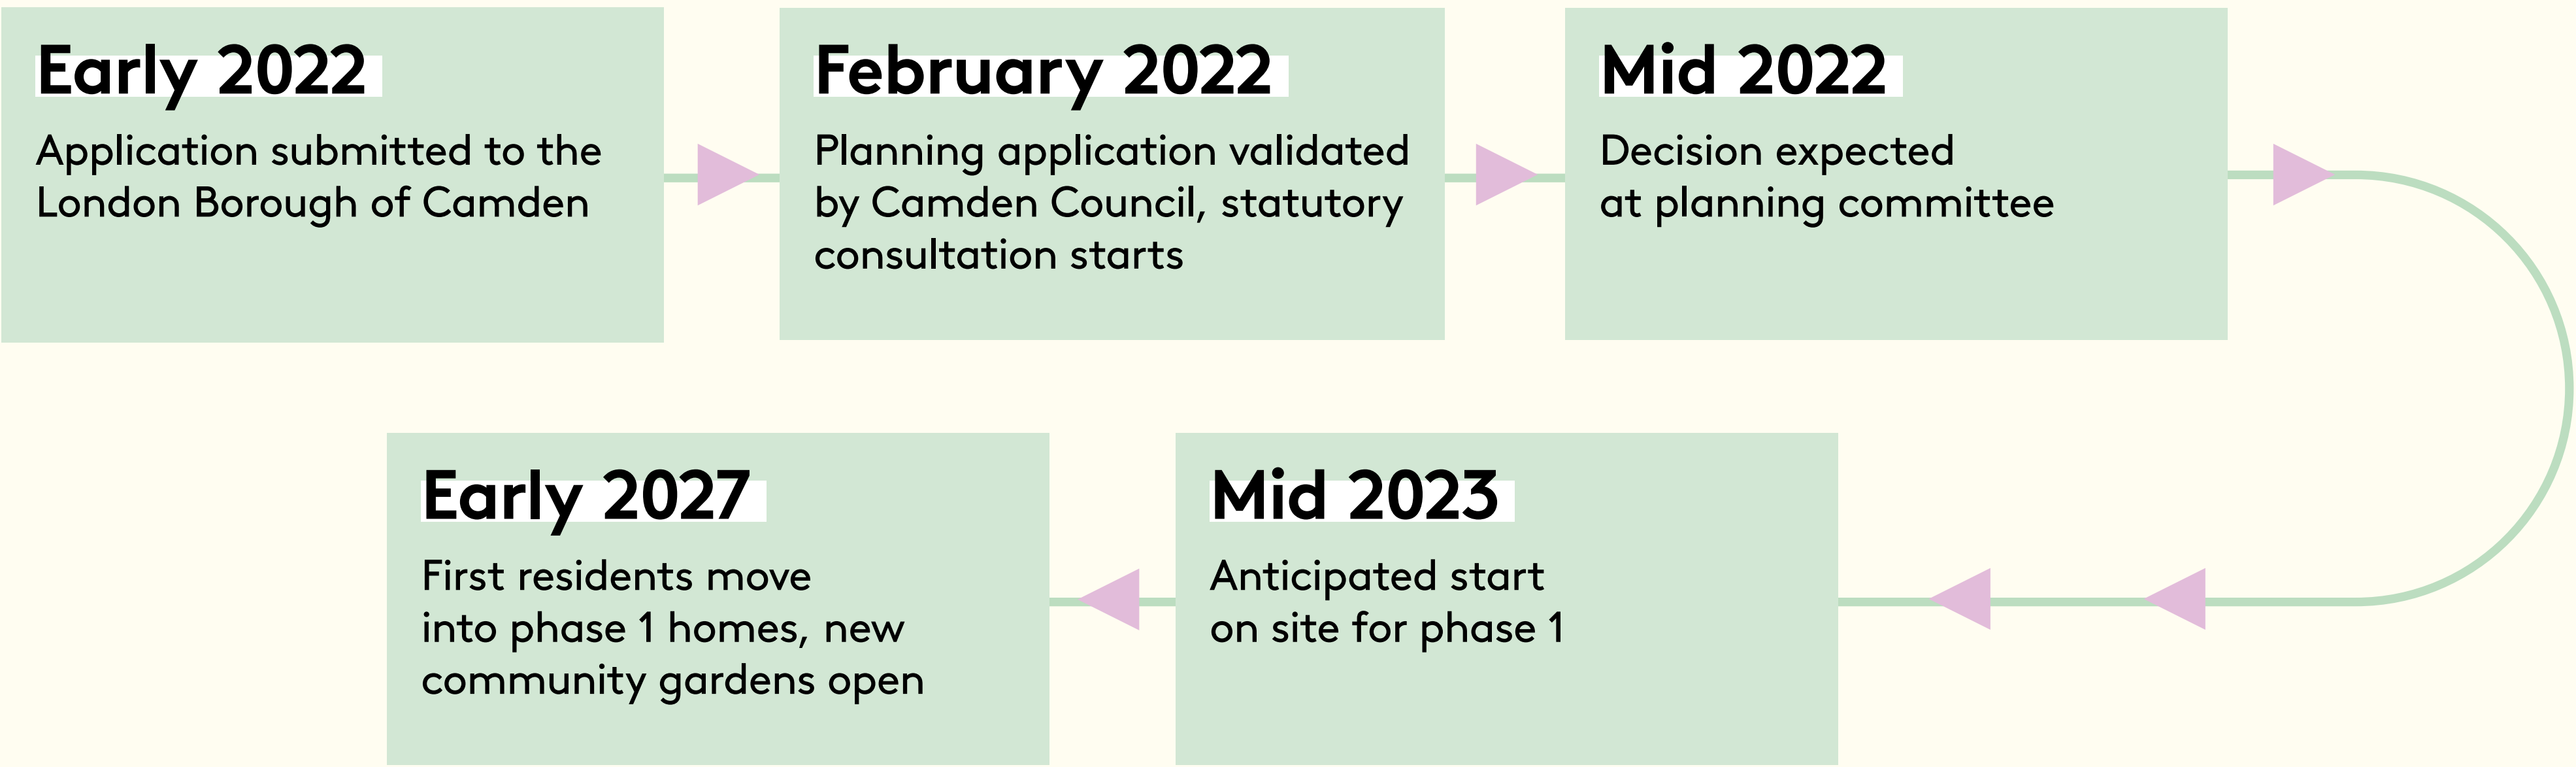 Early 2022
Application submitted to the
London Borough of Camden
February 2022
Planning application validated
by Camden Council, statutory
consultation starts
Mid 2022
Decision expected
at planning committee
Mid 2023
Anticipated start
on site for phase 1
Early 2027
First residents move
into phase 1 homes, new
community gardens open